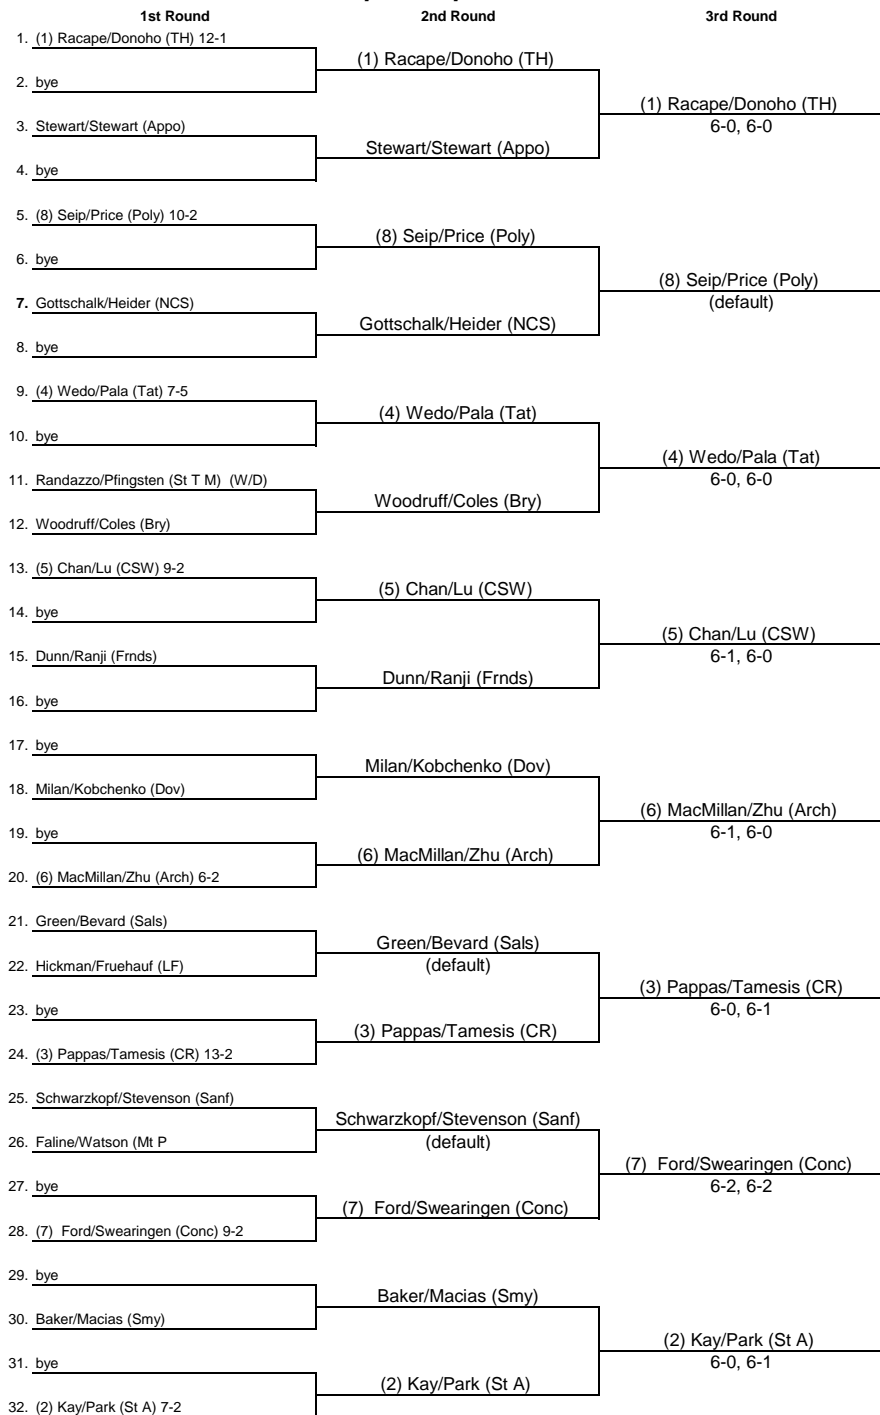 1st Round
2nd Round
3rd Round
1. (1) Racape/Donoho (TH) 12-1
(1) Racape/Donoho (TH)
2. bye
(1) Racape/Donoho (TH)
6-0, 6-0
3. Stewart/Stewart (Appo)
Stewart/Stewart (Appo)
4. bye
5. (8) Seip/Price (Poly) 10-2
(8) Seip/Price (Poly)
6. bye
(8) Seip/Price (Poly)
(default)
7. Gottschalk/Heider (NCS)
Gottschalk/Heider (NCS)
8. bye
9. (4) Wedo/Pala (Tat) 7-5
(4) Wedo/Pala (Tat)
10. bye
(4) Wedo/Pala (Tat)
6-0, 6-0
11. Randazzo/Pfingsten (St T M) (W/D)
Woodruff/Coles (Bry)
12. Woodruff/Coles (Bry)
13. (5) Chan/Lu (CSW) 9-2
(5) Chan/Lu (CSW)
14. bye
(5) Chan/Lu (CSW)
6-1, 6-0
15. Dunn/Ranji (Frnds)
Dunn/Ranji (Frnds)
16. bye
17. bye
Milan/Kobchenko (Dov)
18. Milan/Kobchenko (Dov)
(6) MacMillan/Zhu (Arch)
6-1, 6-0
19. bye
(6) MacMillan/Zhu (Arch)
20. (6) MacMillan/Zhu (Arch) 6-2
21. Green/Bevard (Sals)
Green/Bevard (Sals)
(default)
22. Hickman/Fruehauf (LF)
(3) Pappas/Tamesis (CR)
6-0, 6-1
23. bye
(3) Pappas/Tamesis (CR)
24. (3) Pappas/Tamesis (CR) 13-2
25. Schwarzkopf/Stevenson (Sanf)
Schwarzkopf/Stevenson (Sanf)
(default)
26. Faline/Watson (Mt P
(7) Ford/Swearingen (Conc)
6-2, 6-2
27. bye
(7) Ford/Swearingen (Conc)
28. (7) Ford/Swearingen (Conc) 9-2
29. bye
Baker/Macias (Smy)
30. Baker/Macias (Smy)
(2) Kay/Park (St A)
6-0, 6-1
31. bye
(2) Kay/Park (St A)
32. (2) Kay/Park (St A) 7-2